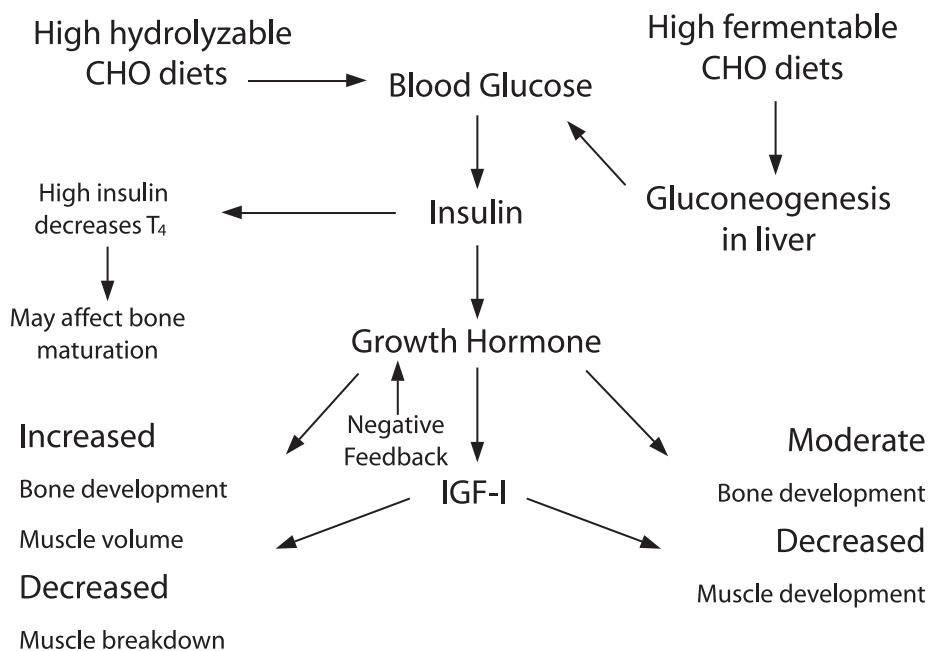 High hydrolyzable
CHO diets
High fermentable
CHO diets
Blood Glucose
High insulin
decreases T₄
Insulin
Gluconeogenesis
in liver
May affect bone
maturation
Growth Hormone
Negative
Feedback
Increased
Bone development
Muscle volume
Decreased
Muscle breakdown
IGF-I
Moderate
Bone development
Decreased
Muscle development